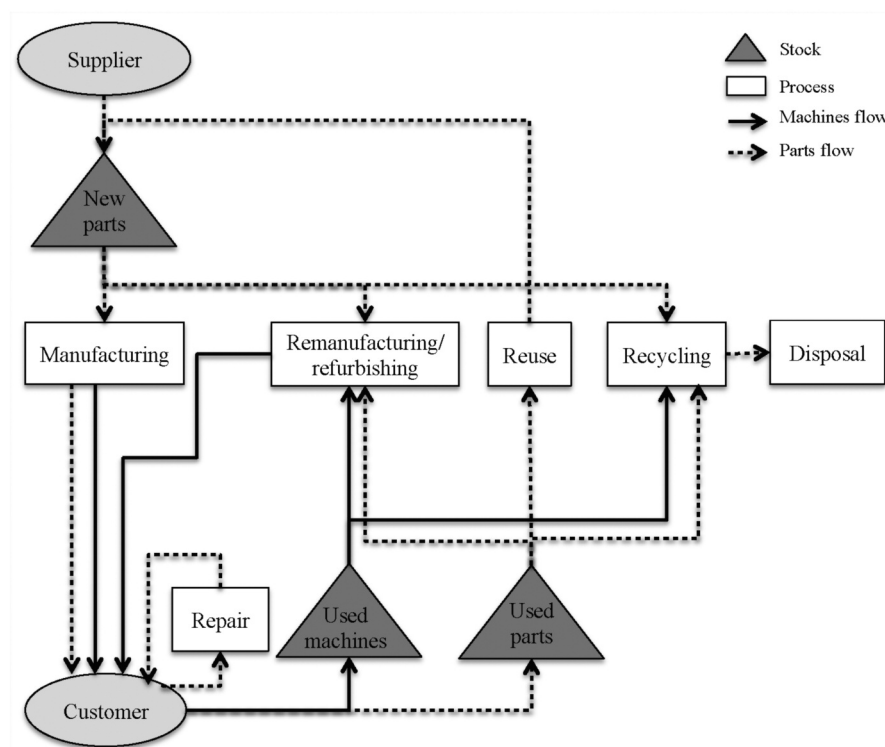 Supplier
Stock
Process
Machines flow
Parts flow
New
parts
Manufacturing
Remanufacturing/
refurbishing
Reuse
Recycling
Disposal
Repair
Used
machines
Used
parts
Customer